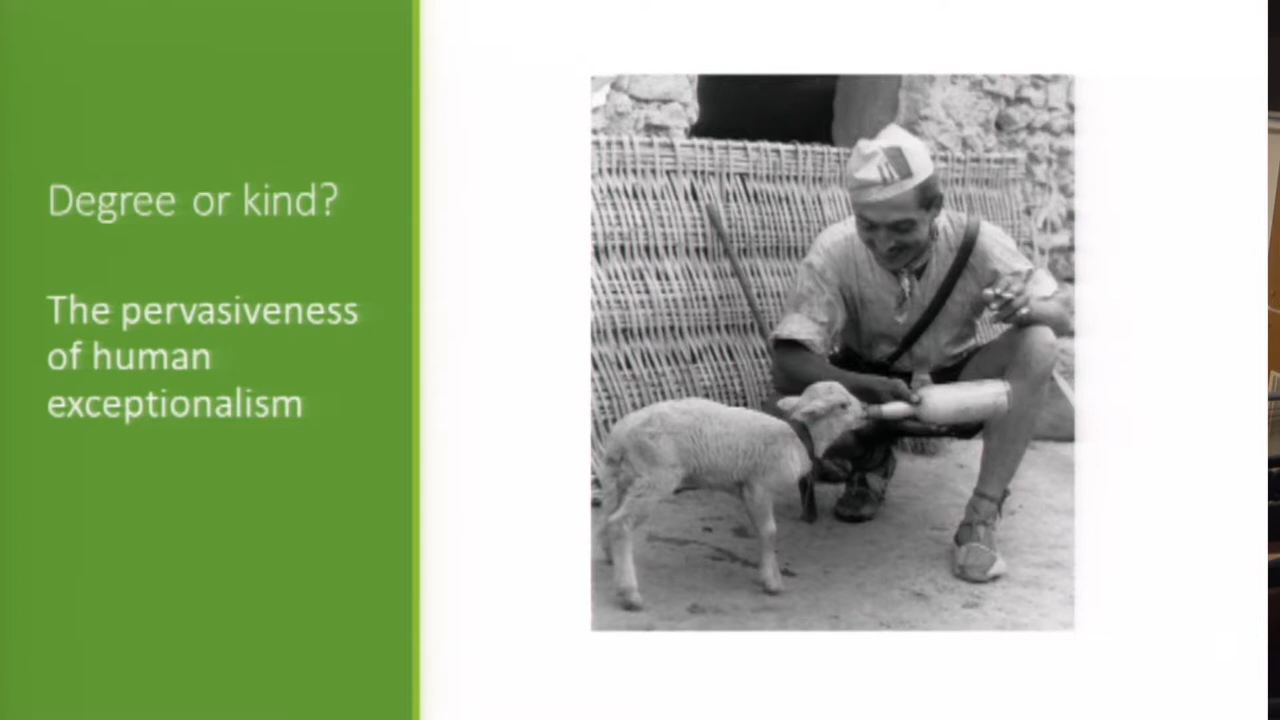 Degree or kind?
The pervasiveness
of human
exceptionalism